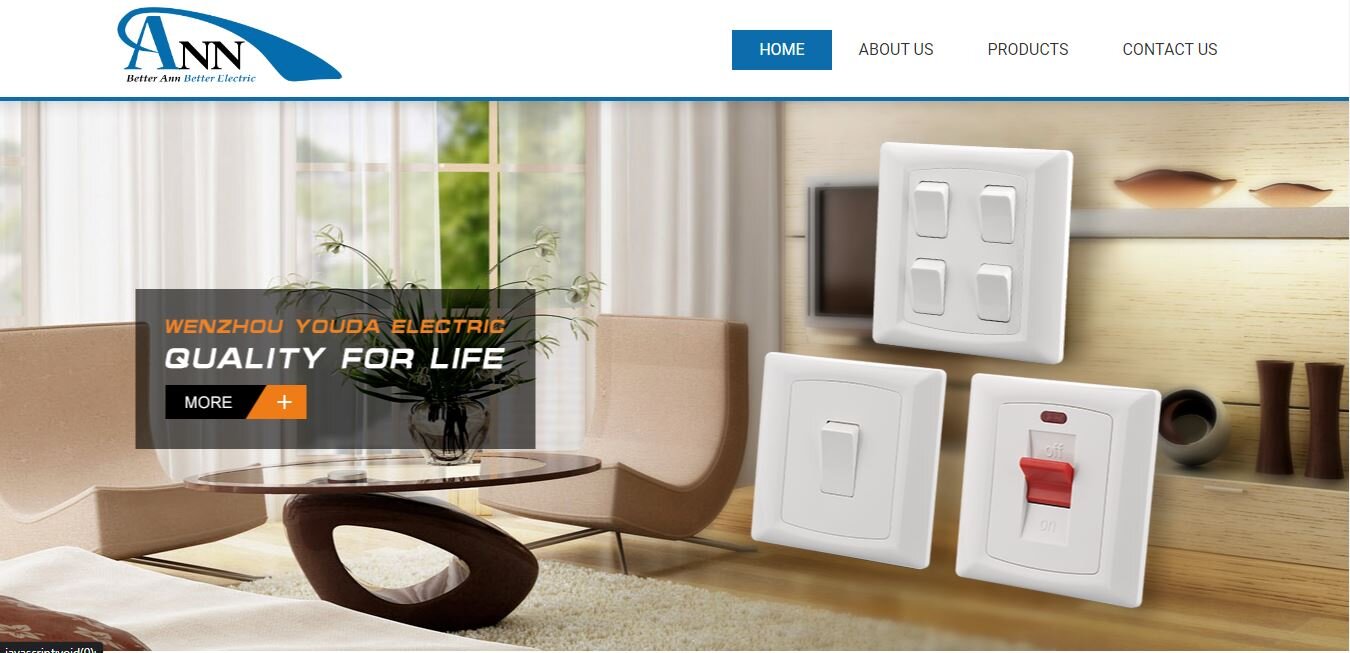 ANN
Better Ann Better Electric
HOME
ABOUT US
PRODUCTS
CONTACT US
WENZHOU YOUDA ELECTRIC
QUALITY FOR LIFE
MORE +
off
on
javascript:void(0);